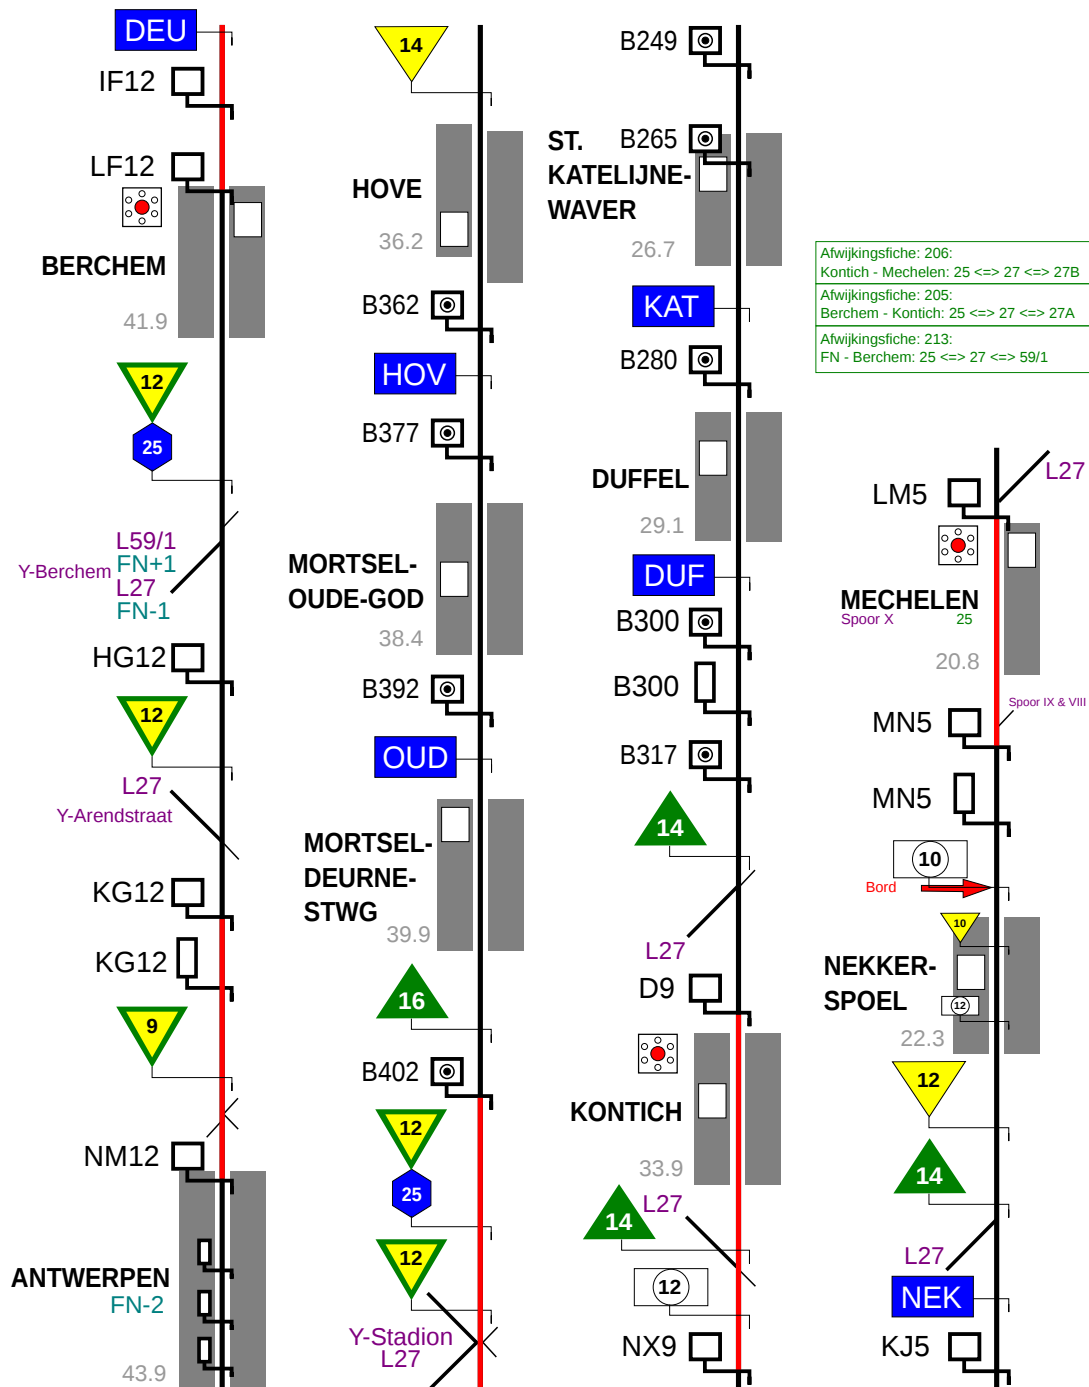 DEU
IF12
LF12
BERCHEM
41.9
12
25
L59/1
FN+1
Y-Berchem
L27
FN-1
HG12
12
L27
Y-Arendstraat
KG12
KG12
9
NM12
ANTWERPEN
FN-2
43.9
14
HOVE
36.2
B362
HOV
B377
MORTSEL-
OUDE-GOD
38.4
B392
OUD
MORTSEL-
DEURNE-
STWG
39.9
16
B402
12
25
12
Y-Stadion
L27
B249
B265
ST.
KATELIJNE-
WAVER
26.7
KAT
B280
DUFFEL
29.1
DUF
B300
B300
B317
14
L27
D9
KONTICH
33.9
L27
14
12
NX9
Afwijkingsfiche: 206:
Kontich - Mechelen: 25 <=> 27 <=> 27B
Afwijkingsfiche: 205:
Berchem - Kontich: 25 <=> 27 <=> 27A
Afwijkingsfiche: 213:
FN - Berchem: 25 <=> 27 <=> 59/1
L27
LM5
MECHELEN
Spoor X 25
20.8
Spoor IX & VIII
MN5
MN5
10
Bord
10
NEKKER-
SPOEL
12
22.3
12
14
L27
NEK
KJ5